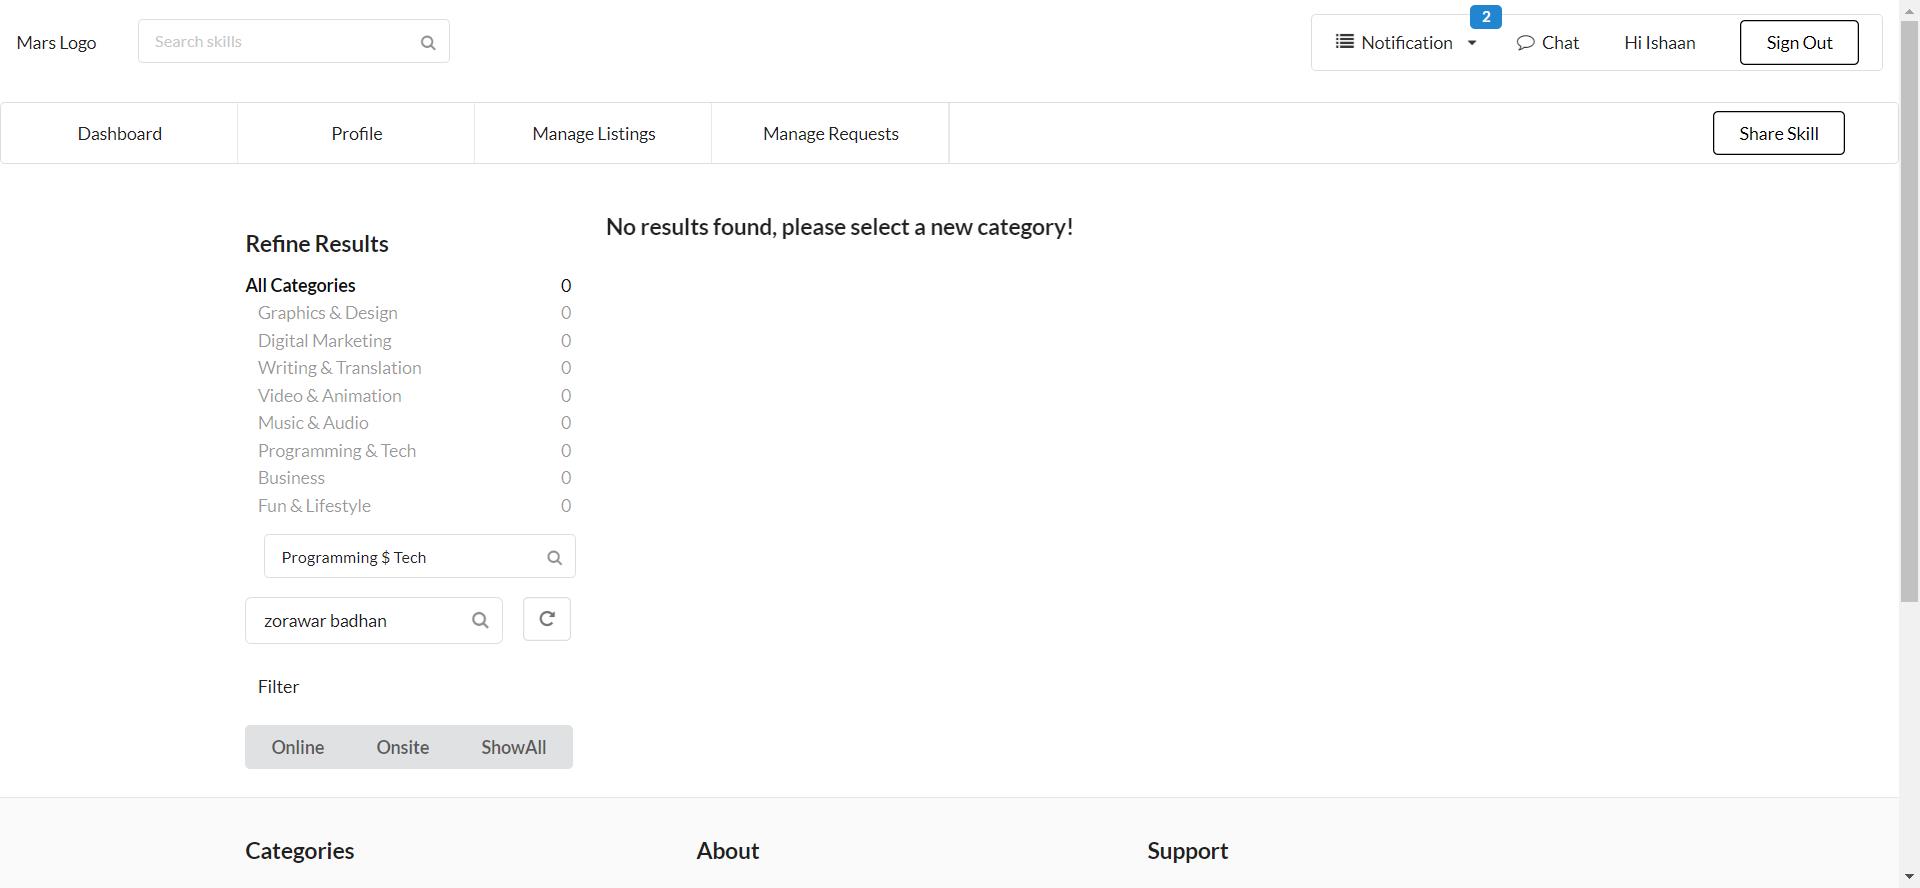 Mars Logo
Search skills
2
Notification
Chat
Hi Ishaan
Sign Out
Dashboard
Profile
Manage Listings
Manage Requests
Share Skill
Refine Results
All Categories 0
Graphics & Design 0
Digital Marketing 0
Writing & Translation 0
Video & Animation 0
Music & Audio 0
Programming & Tech 0
Business 0
Fun & Lifestyle 0
Programming $ Tech
zorawar badhan
Filter
Online Onsite ShowAll
No results found, please select a new category!
Categories
About
Support